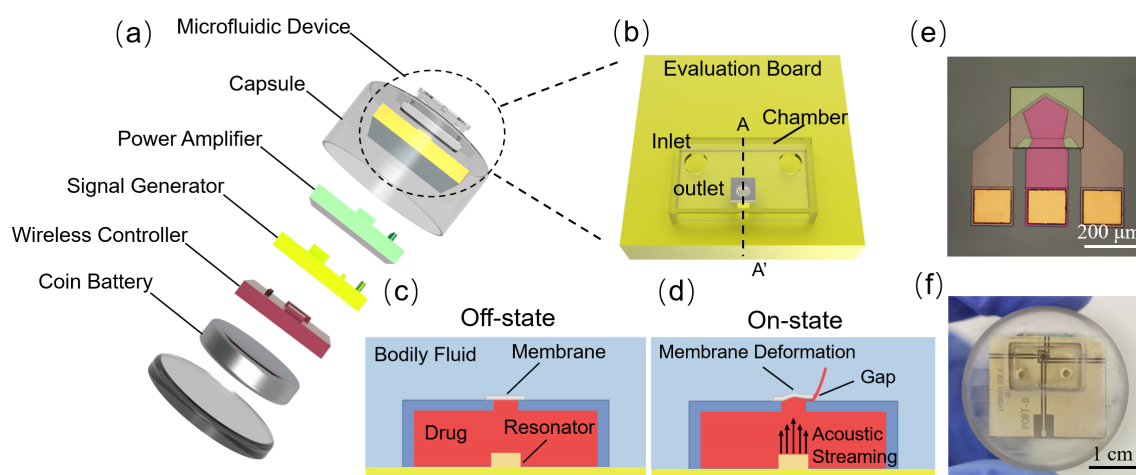 (a)
Microfluidic Device
Capsule
Power Amplifier
Signal Generator
Wireless Controller
Coin Battery
(b)
Evaluation Board
A
Chamber
Inlet
outlet
A'
(c)
Off-state
Bodily Fluid
Membrane
Drug
Resonator
(d)
On-state
Membrane Deformation
Gap
Acoustic
Streaming
(e)
200 μm
(f)
PORT-D
1 cm